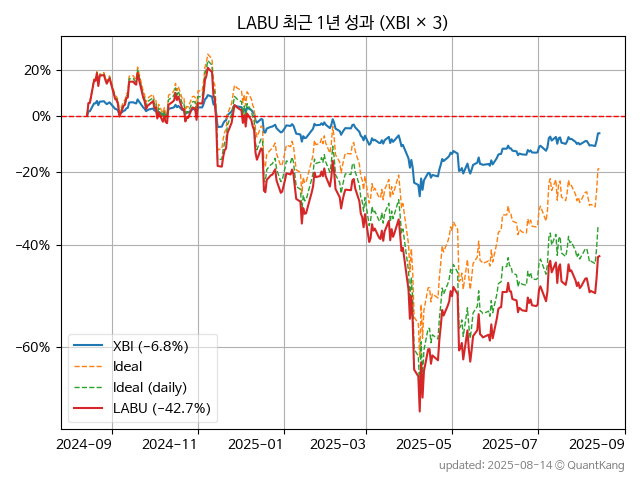 LABU 최근 1년 성과 (XBI × 3)
20%
0%
−20%
−40%
−60%
XBI (−6.8%)
Ideal
Ideal (daily)
LABU (−42.7%)
2024-09
2024-11
2025-01
2025-03
2025-05
2025-07
2025-09
updated: 2025-08-14 © QuantKang